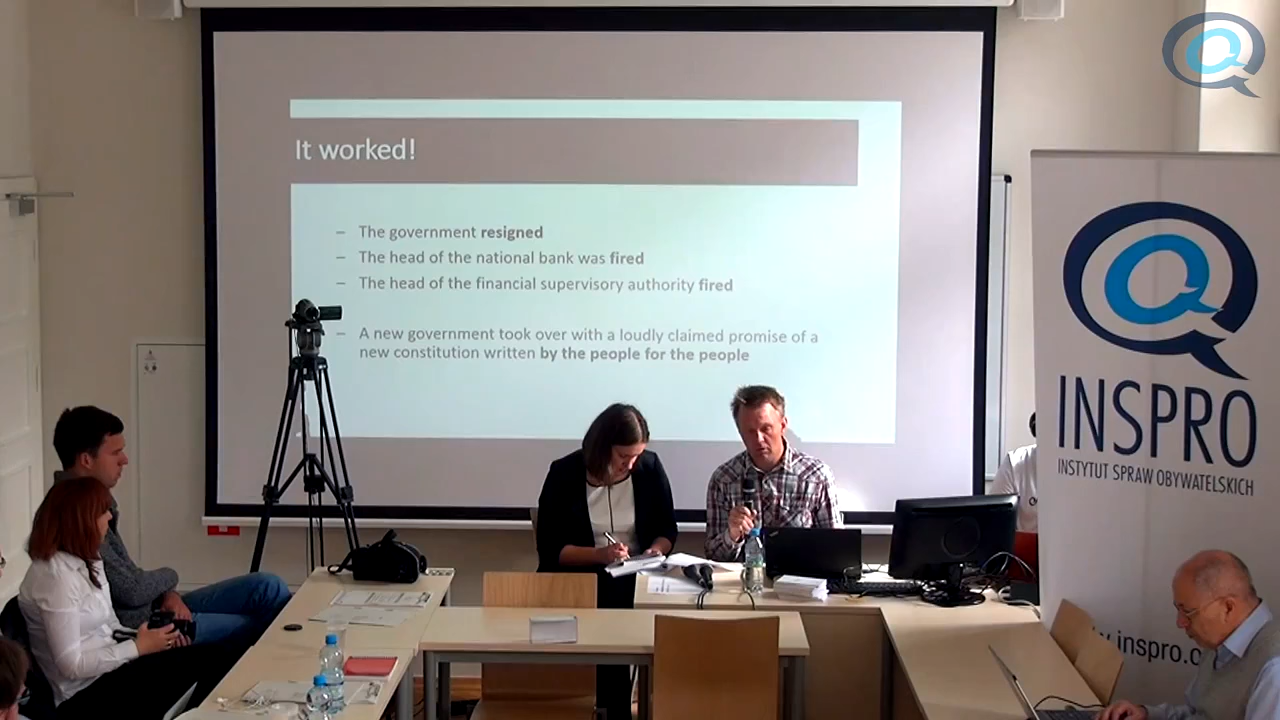 It worked!
– The government resigned
– The head of the national bank was fired
– The head of the financial supervisory authority fired
– A new government took over with a loudly claimed promise of a
new constitution written by the people for the people
INSPRO
INSTYTUT SPRAW OBYWATELSKICH
inspro.